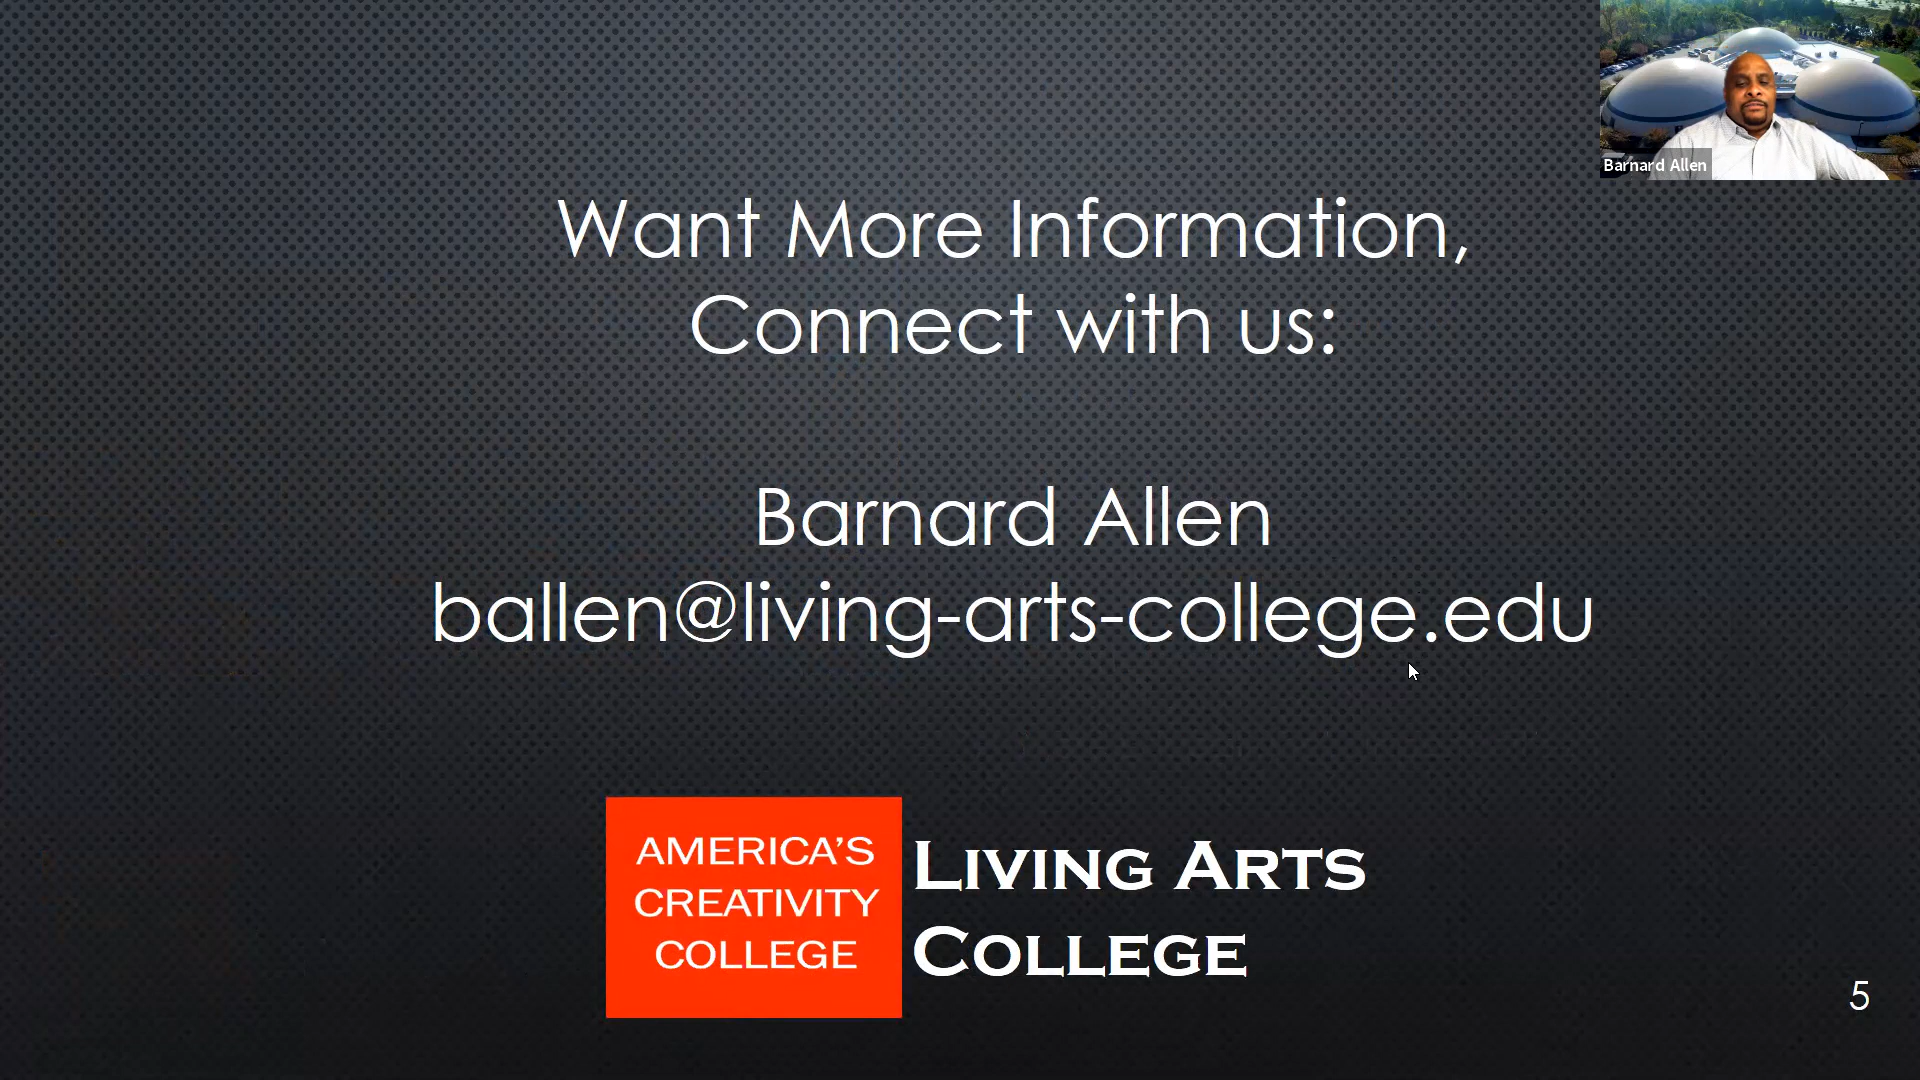 Barnard Allen
Want More Information,
Connect with us:
Barnard Allen
ballen@living-arts-college.edu
AMERICA'S
CREATIVITY
COLLEGE
LIVING ARTS
COLLEGE
5